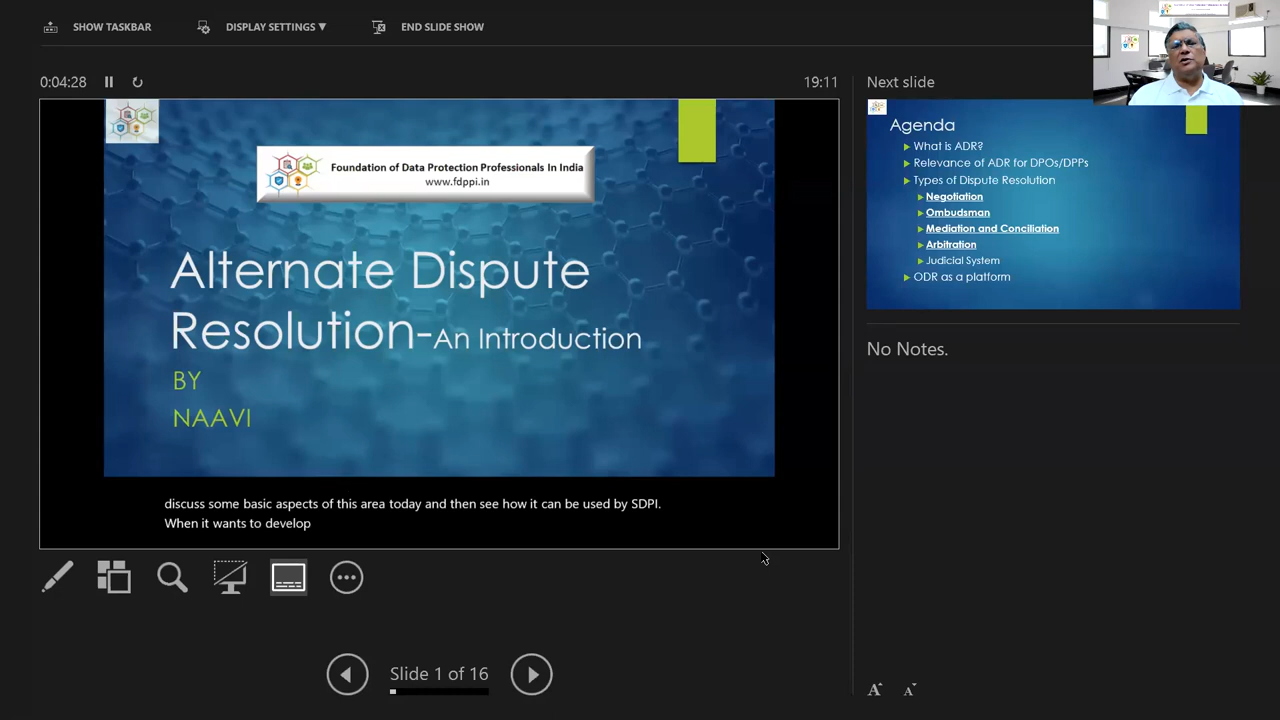 SHOW TASKBAR
DISPLAY SETTINGS ▼
END SLIDE SHOW
0:04:28
19:11
Next slide
Foundation of Data Protection Professionals In India
www.fdppi.in
Alternate Dispute
Resolution-An Introduction
BY
NAAVI
discuss some basic aspects of this area today and then see how it can be used by SDPI.
When it wants to develop
Agenda
What is ADR?
Relevance of ADR for DPOs/DPPs
Types of Dispute Resolution
Negotiation
Ombudsman
Mediation and Conciliation
Arbitration
Judicial System
ODR as a platform
No Notes.
Slide 1 of 16
A A